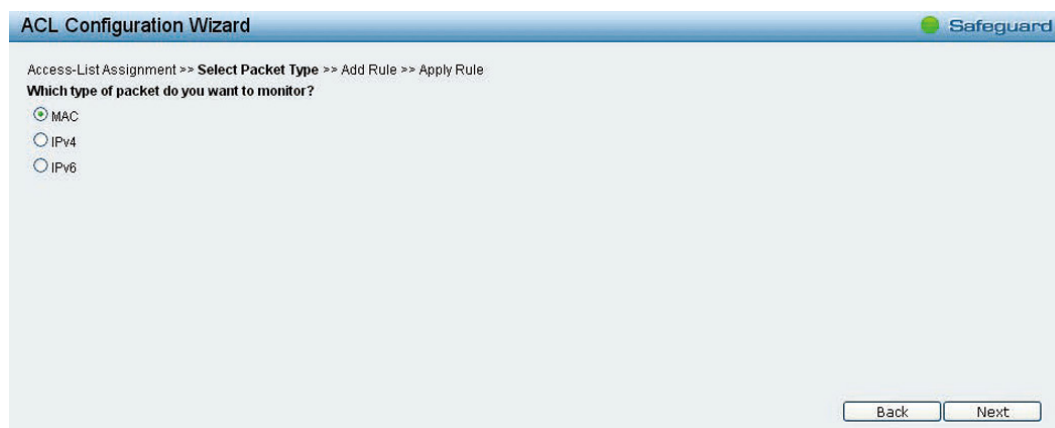 ACL Configuration Wizard
Safeguard
Access-List Assignment >> Select Packet Type >> Add Rule >> Apply Rule
Which type of packet do you want to monitor?
MAC
IPv4
IPv6
Back Next